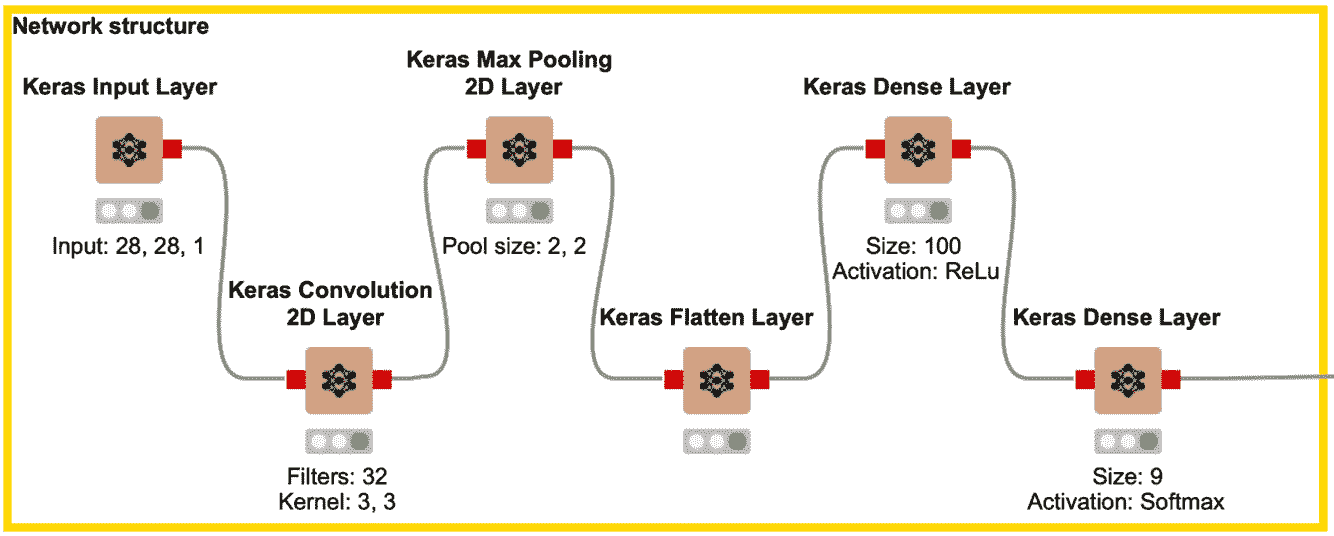 Network structure
Keras Input Layer
Input: 28, 28, 1
Keras Convolution
2D Layer
Filters: 32
Kernel: 3, 3
Keras Max Pooling
2D Layer
Pool size: 2, 2
Keras Flatten Layer
Keras Dense Layer
Size: 100
Activation: ReLu
Keras Dense Layer
Size: 9
Activation: Softmax